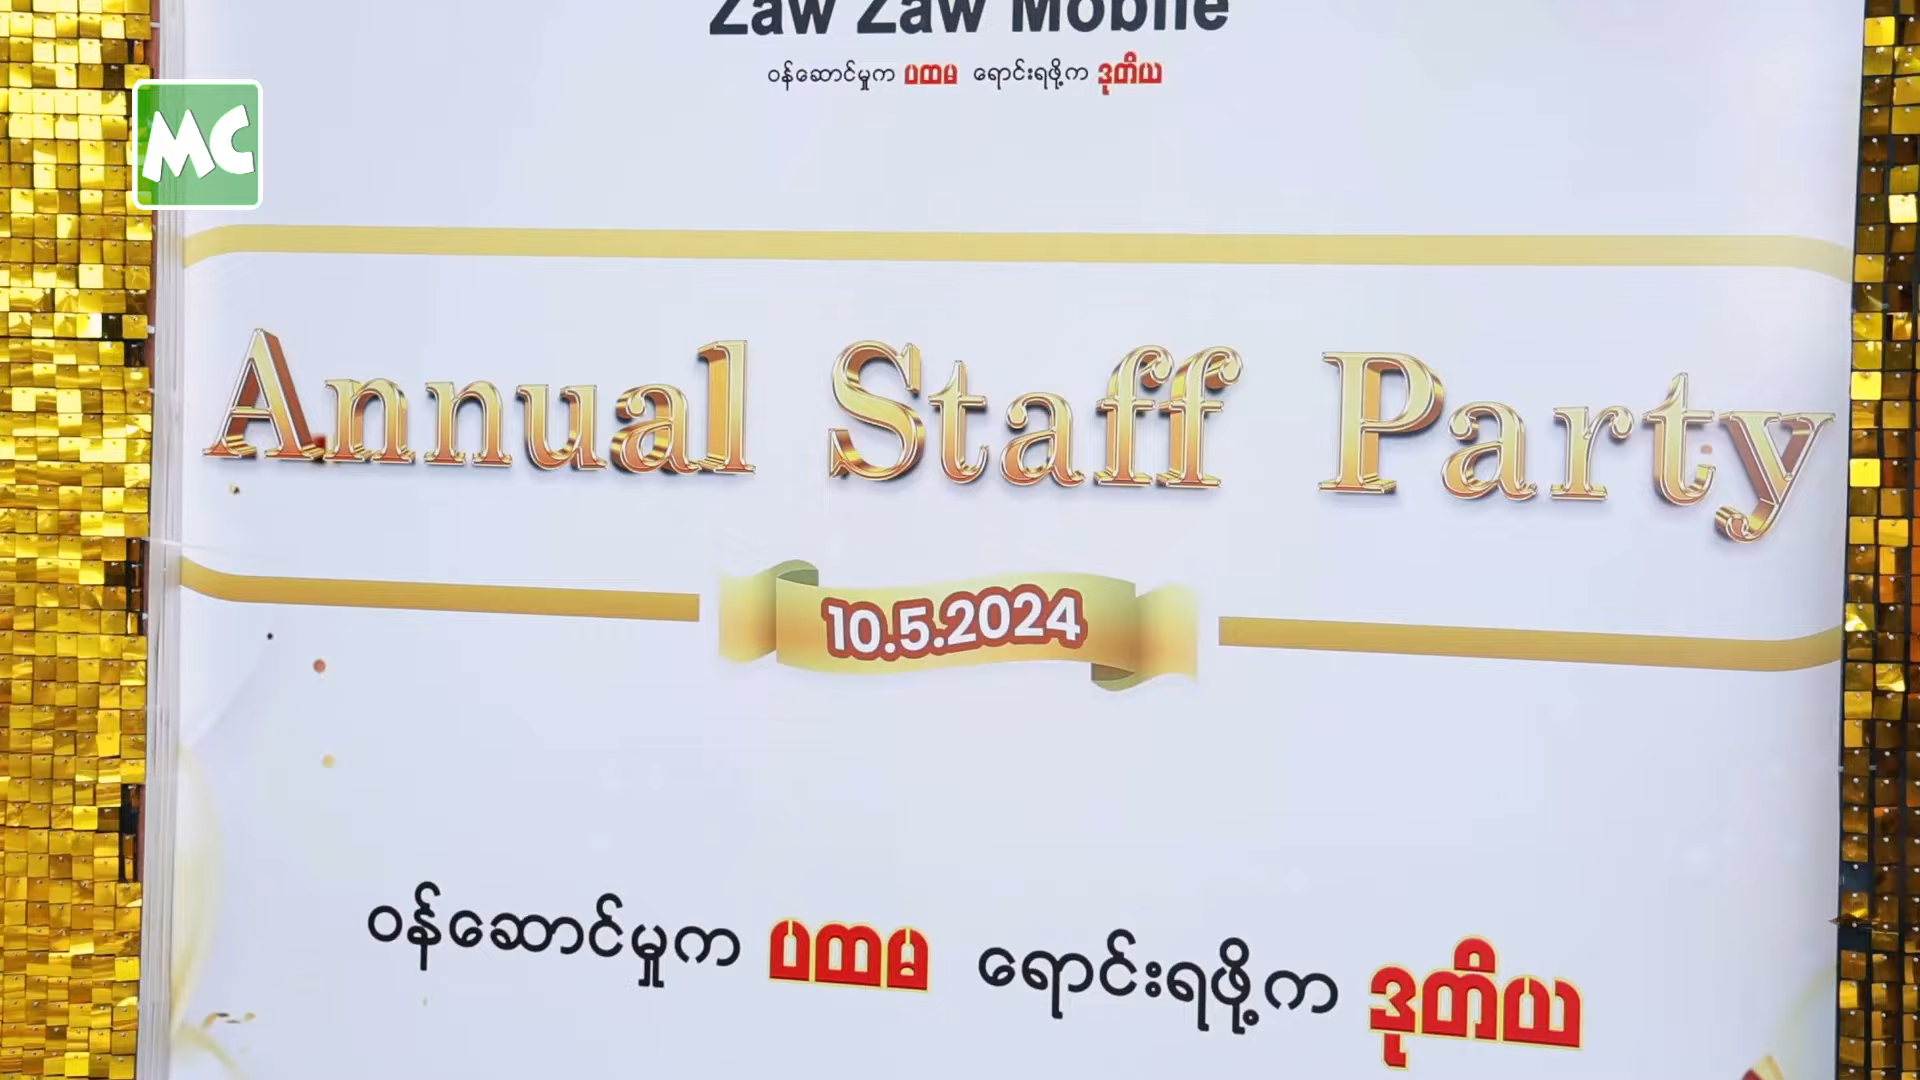 Zaw Zaw Mobile
ဝန်ဆောင်မှုက ပထမ ရောင်းရဖို့က ဒုတိယ
MC
Annual Staff Party
10.5.2024
ဝန်ဆောင်မှုက ပထမ ရောင်းရဖို့က ဒုတိယ